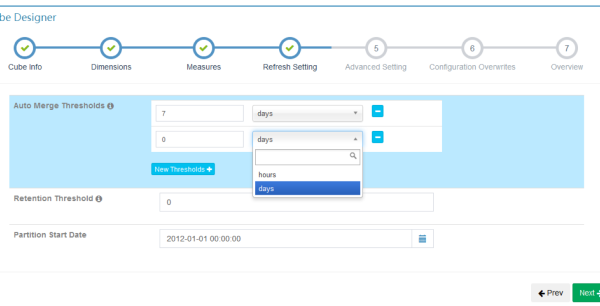 be Designer
5
6
7
Cube Info
Dimensions
Measures
Refresh Setting
Advanced Setting
Configuration Overwrites
Overview
Auto Merge Thresholds
7
days
0
days
hours
days
New Thresholds +
Retention Threshold
0
Partition Start Date
2012-01-01 00:00:00
Prev
Next